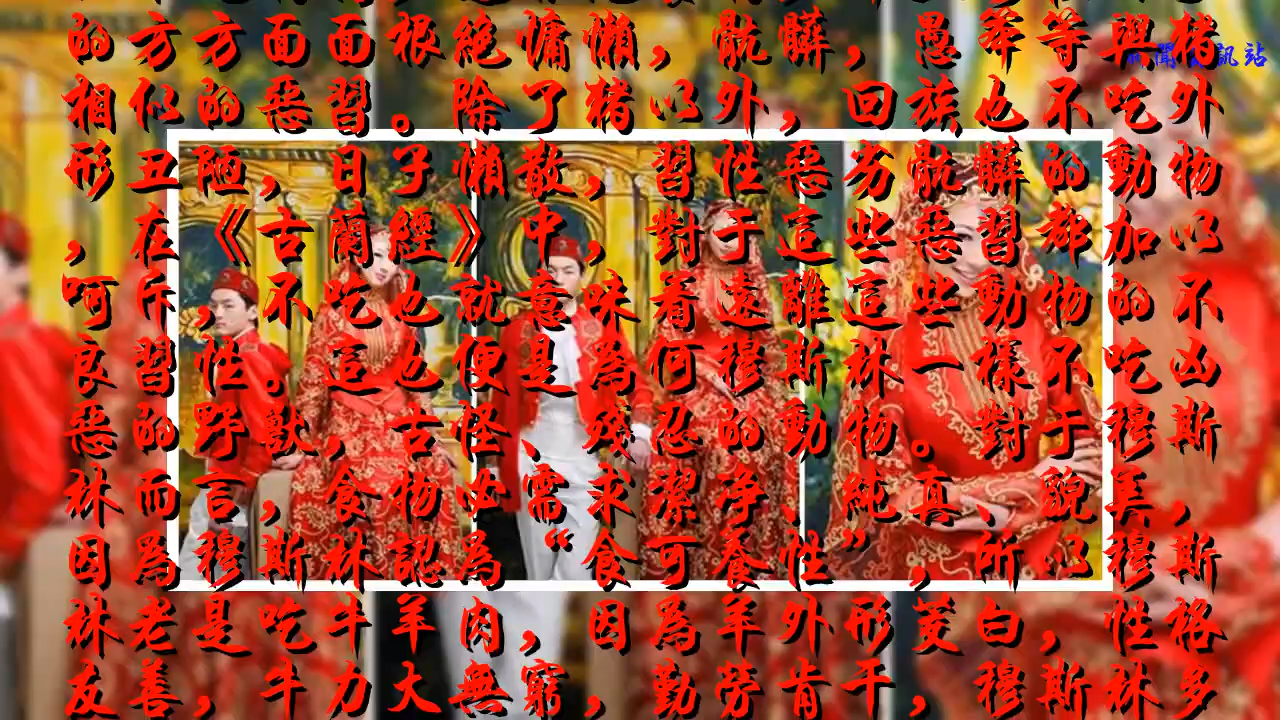 的方方面面根絶慵懶，骯髒，愚笨等與猪
相似的惡習。除了猪以外，回族也不吃外
形丑陋，日子懶散，習性惡劣骯髒的動物
，在《古蘭經》中，對于這些惡習都加以
呵斥，不吃也就意味着遠離這些動物的不
良習性。這也便是為何穆斯林一樣不吃凶
惡的野獸，古怪、殘忍的動物。對于穆斯
林而言，食物必需求潔净、純真、貌美，
因為穆斯林認為“食可養性”，所以穆斯
林老是吃牛羊肉，因為羊外形茭白，性格
友善，牛力大無窮，勤勞肯干，穆斯林多